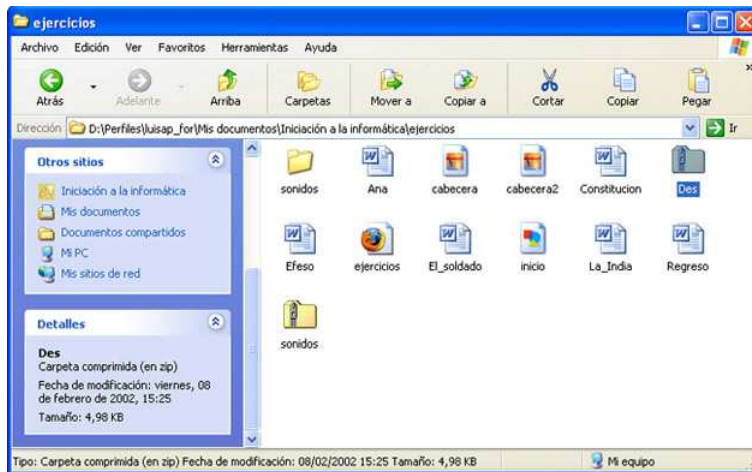 ejercicios
Archivo Edición Ver Favoritos Herramientas Ayuda
Atrás Adelante Arriba Carpetas Mover a Copiar a Cortar Copiar Pegar
»
Dirección D:\Perfiles\luisap_for\Mis documentos\Iniciación a la informática\ejercicios Ir
Otros sitios
Iniciación a la informática
Mis documentos
Documentos compartidos
Mi PC
Mis sitios de red
Detalles
Des
Carpeta comprimida (en zip)
Fecha de modificación: viernes, 08
de febrero de 2002, 15:25
Tamaño: 4,98 KB
sonidos Ana cabecera cabecera2 Constitucion Des
Efeso ejercicios El_soldado inicio La_India Regreso
sonidos
Tipo: Carpeta comprimida (en zip) Fecha de modificación: 08/02/2002 15:25 Tamaño: 4,98 KB Mi equipo